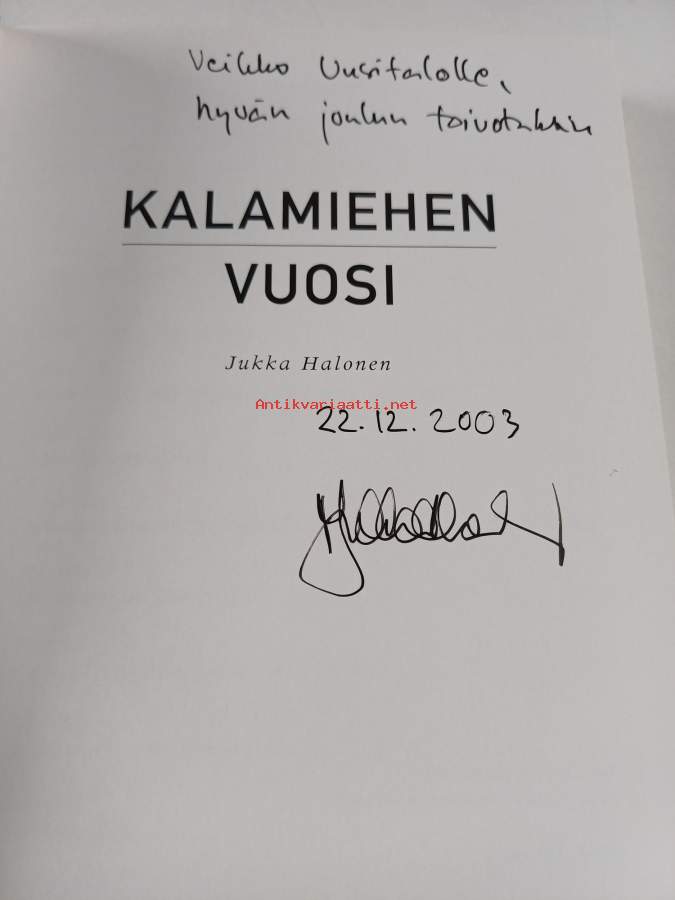 Veikko Uusitalolle,
hyvän joulun toivotuksin
KALAMIEHEN
VUOSI
Jukka Halonen
Antikvariaatti.net
22.12.2003